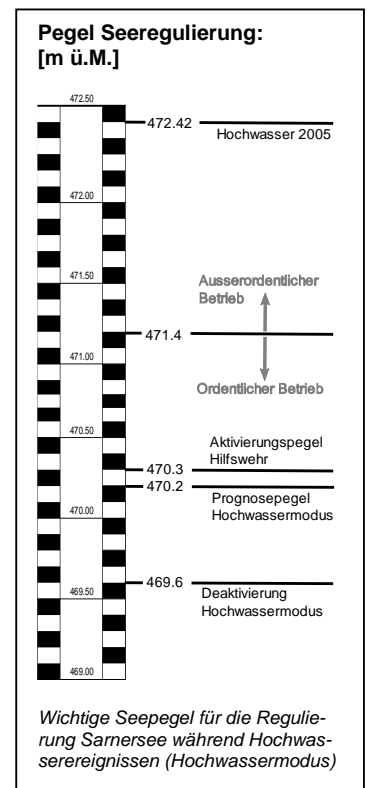 Pegel Seeregulierung:
[m ü.M.]
472.50
472.42
Hochwasser 2005
472.00
471.50
Ausserordentlicher
Betrieb
471.4
471.00
Ordentlicher Betrieb
470.50
Aktivierungspegel
Hilfswehr
470.3
470.2
Prognosepegel
Hochwassermodus
470.00
469.6
Deaktivierung
Hochwassermodus
469.50
469.00
Wichtige Seepegel für die Regulie-
rung Sarnersee während Hochwas-
serereignissen (Hochwassermodus)